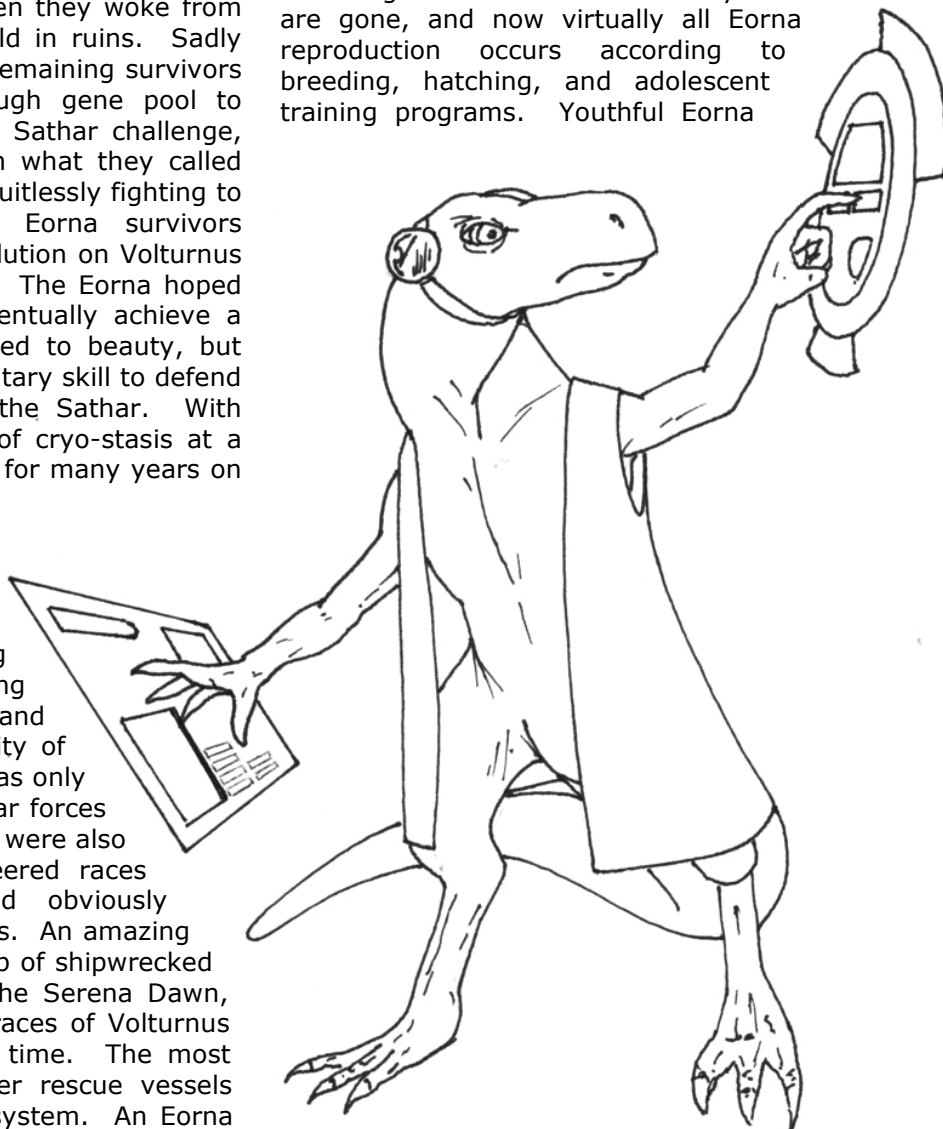 en they woke from
ld in ruins. Sadly
emaining survivors
ugh gene pool to
Sathar challenge,
n what they called
uitlessly fighting to
Eorna survivors
lution on Volturnus
The Eorna hoped
entually achieve a
ed to beauty, but
itary skill to defend
the Sathar. With
of cryo-stasis at a
for many years on
g
ng
and
ity of
as only
ar forces
were also
eered races
d obviously
s. An amazing
p of shipwrecked
he Serena Dawn,
races of Volturnus
time. The most
er rescue vessels
system. An Eorna
are gone, and now virtually all Eorna
reproduction occurs according to
breeding, hatching, and adolescent
training programs. Youthful Eorna